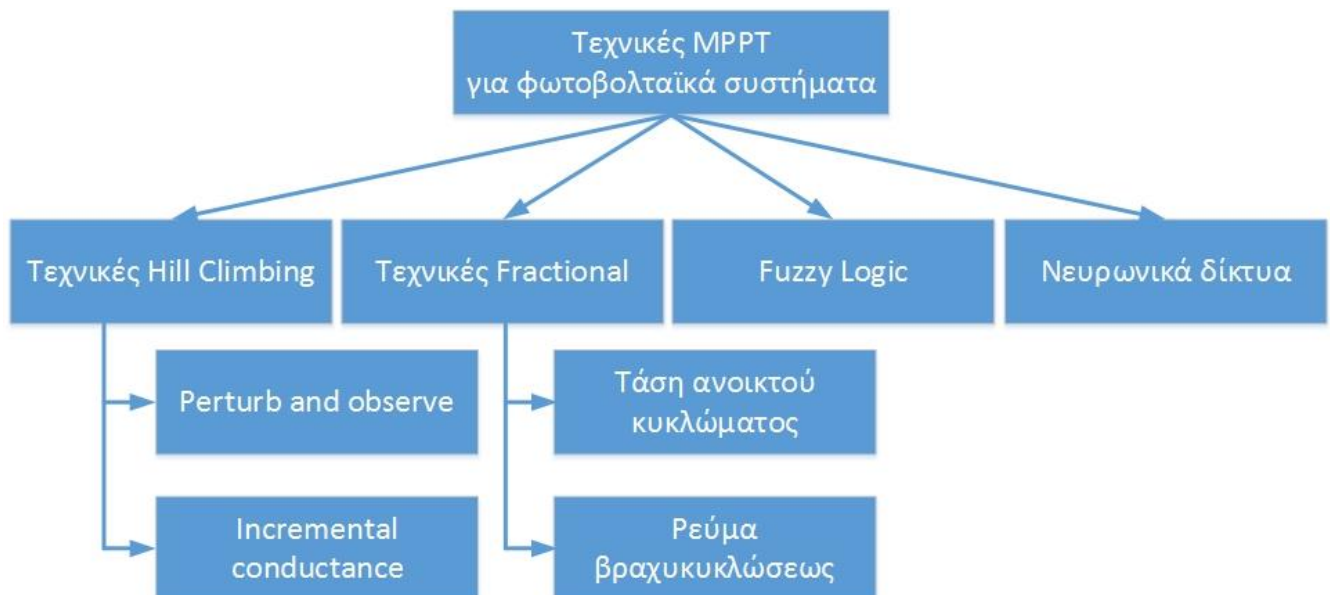 Τεχνικές MPPT
για φωτοβολταϊκά συστήματα
Τεχνικές Hill Climbing
Τεχνικές Fractional
Fuzzy Logic
Νευρωνικά δίκτυα
Perturb and observe
Τάση ανοικτού
κυκλώματος
Incremental
conductance
Ρεύμα
βραχυκυκλώσεως